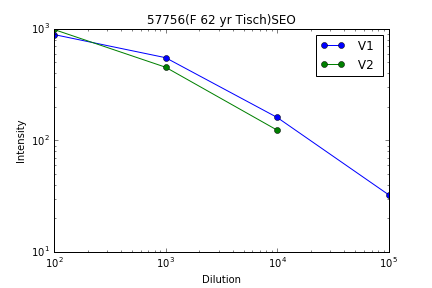 57756(F 62 yr Tisch)SEO
10³
10²
10¹
Intensity
V1
V2
10² 10³ 10⁴ 10⁵
Dilution